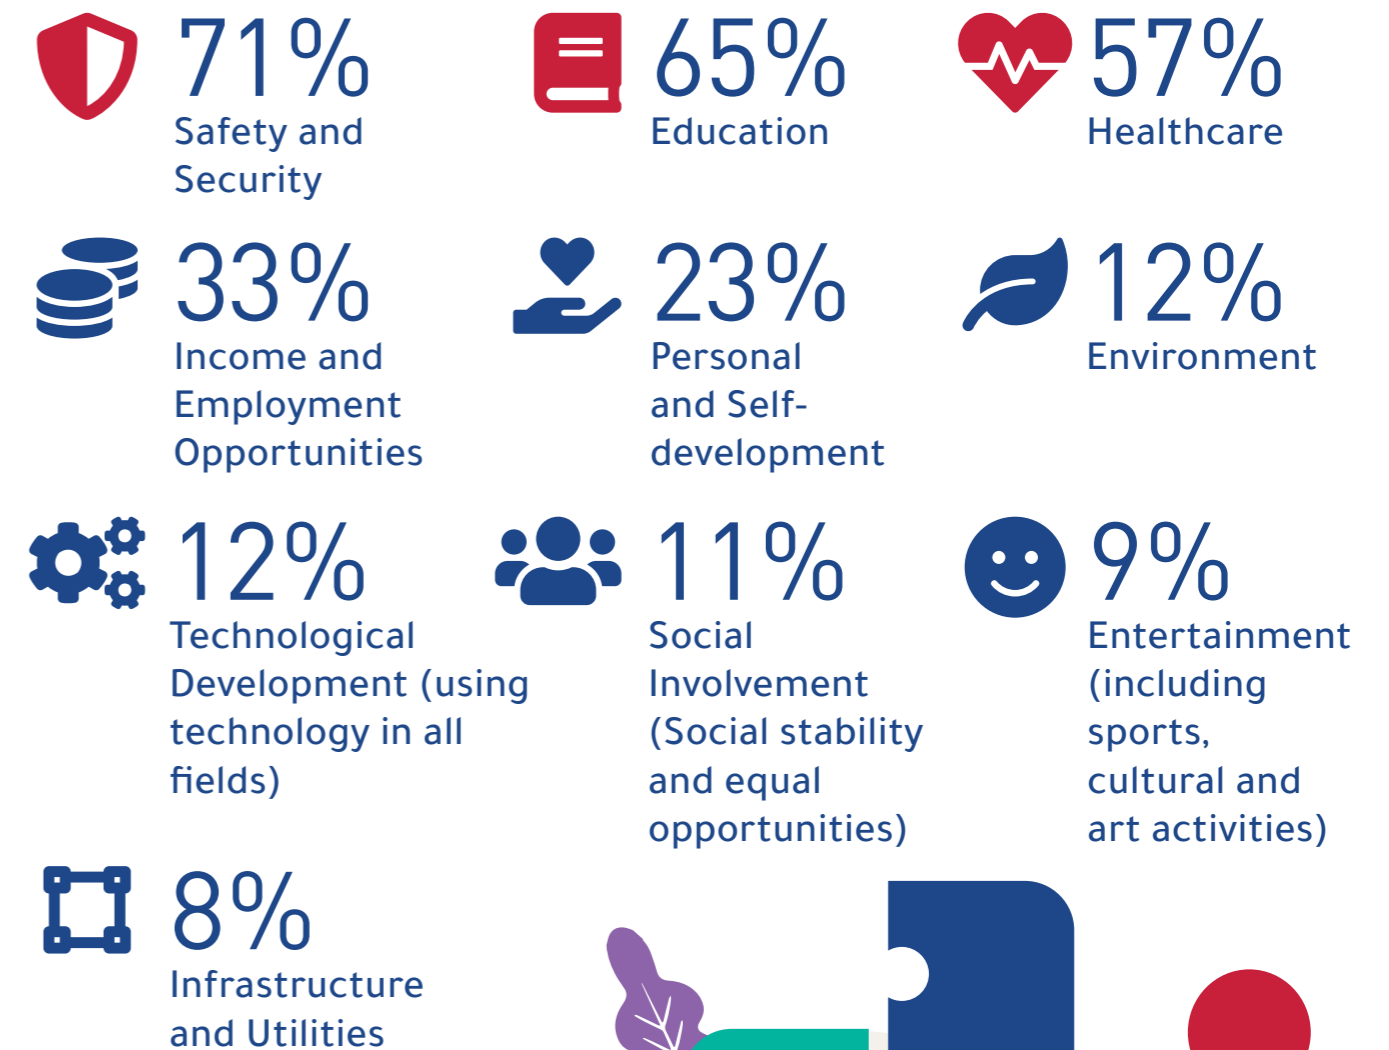 71%
Safety and
Security
65%
Education
57%
Healthcare
33%
Income and
Employment
Opportunities
23%
Personal
and Self-
development
12%
Environment
12%
Technological
Development (using
technology in all
fields)
11%
Social
Involvement
(Social stability
and equal
opportunities)
9%
Entertainment
(including
sports,
cultural and
art activities)
8%
Infrastructure
and Utilities